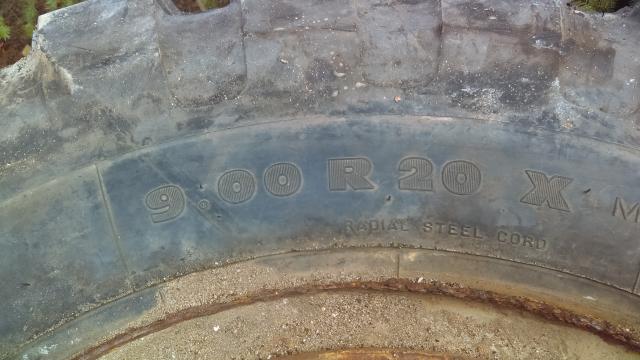 9.00 R 20 X M
RADIAL STEEL CORD